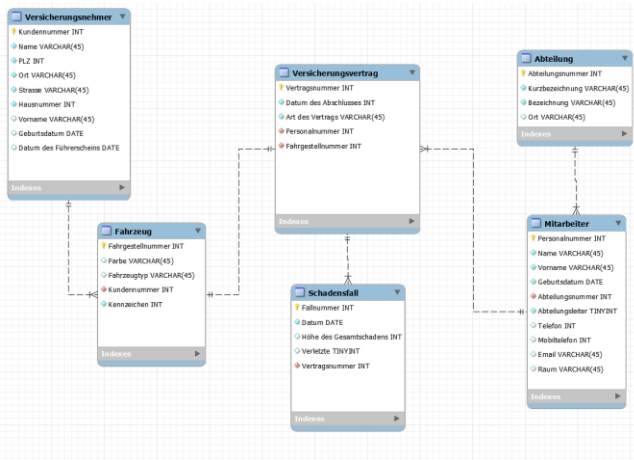 Versicherungsnehmer
Kundennummer INT
Name VARCHAR(45)
PLZ INT
Ort VARCHAR(45)
Strasse VARCHAR(45)
Hausnummer INT
Vorname VARCHAR(45)
Geburtsdatum DATE
Datum des Führerscheins DATE
Indexes
Fahrzeug
Fahrgestellnummer INT
Farbe VARCHAR(45)
Fahrzeugtyp VARCHAR(45)
Kundennummer INT
Kennzeichen INT
Indexes
Versicherungsvertrag
Vertragsnummer INT
Datum des Abschlusses INT
Art des Vertrags VARCHAR(45)
Personalnummer INT
Fahrgestellnummer INT
Indexes
Schadensfall
Fallnummer INT
Datum DATE
Höhe des Gesamtschadens INT
Verletzte TINYINT
Vertragsnummer INT
Indexes
Abteilung
Abteilungsnummer INT
Kurzbezeichnung VARCHAR(45)
Bezeichnung VARCHAR(45)
Ort VARCHAR(45)
Indexes
Mitarbeiter
Personalnummer INT
Name VARCHAR(45)
Vorname VARCHAR(45)
Geburtsdatum DATE
Abteilungsnummer INT
Abteilungsleiter TINYINT
Telefon INT
Mobiltelefon INT
Email VARCHAR(45)
Raum VARCHAR(45)
Indexes